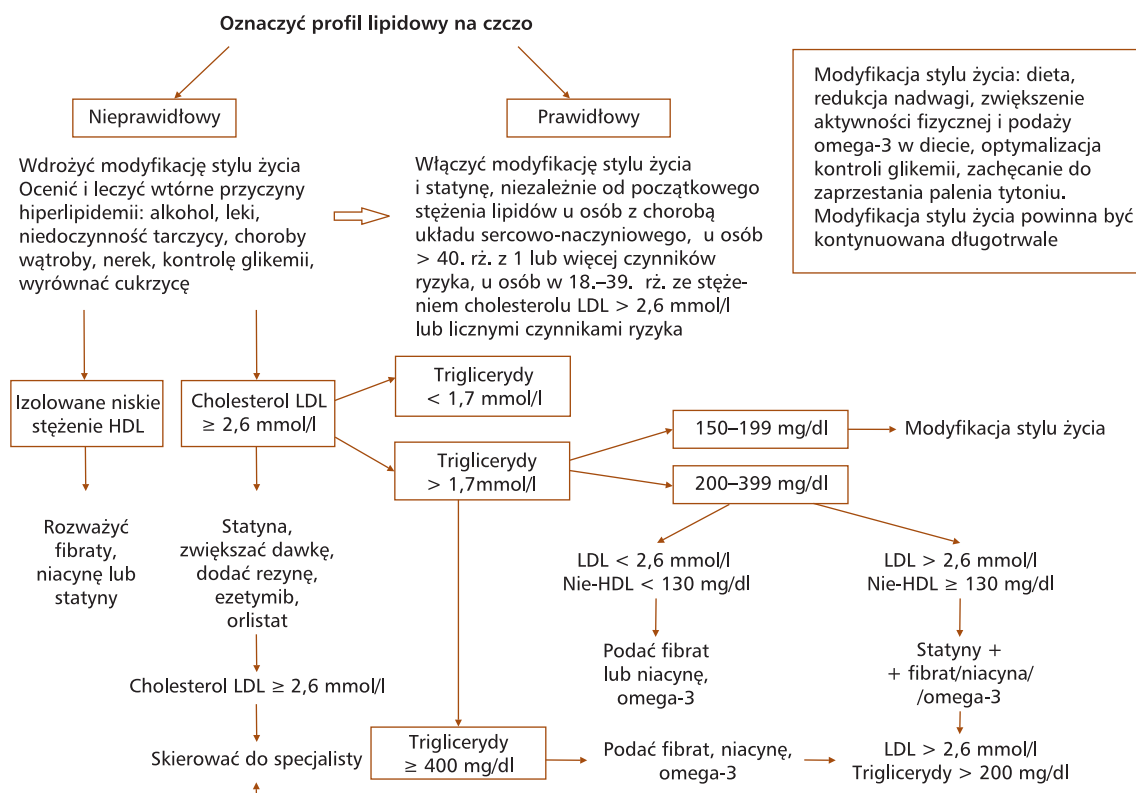 Oznaczyć profil lipidowy na czczo
Nieprawidłowy
Prawidłowy
Modyfikacja stylu życia: dieta,
redukcja nadwagi, zwiększenie
aktywności fizycznej i podaży
omega-3 w diecie, optymalizacja
kontroli glikemii, zachęcanie do
zaprzestania palenia tytoniu.
Modyfikacja stylu życia powinna być
kontynuowana długotrwale
Wdrożyć modyfikację stylu życia
Ocenić i leczyć wtórne przyczyny
hiperlipidemii: alkohol, leki,
niedoczynność tarczycy, choroby
wątroby, nerek, kontrolę glikemii,
wyrównać cukrzycę
Włączyć modyfikację stylu życia
i statynę, niezależnie od początkowego
stężenia lipidów u osób z chorobą
układu sercowo-naczyniowego, u osób
> 40. rż. z 1 lub więcej czynników
ryzyka, u osób w 18.–39. rż. ze stęże-
niem cholesterolu LDL > 2,6 mmol/l
lub licznymi czynnikami ryzyka
Izolowane niskie
stężenie HDL
Cholesterol LDL
≥ 2,6 mmol/l
Triglicerydy
< 1,7 mmol/l
Triglicerydy
> 1,7mmol/l
150–199 mg/dl
Modyfikacja stylu życia
200–399 mg/dl
Rozważyć
fibraty,
niacynę lub
statyny
Statyna,
zwiększać dawkę,
dodać rezynę,
ezetymib,
orlistat
LDL < 2,6 mmol/l
Nie-HDL < 130 mg/dl
LDL > 2,6 mmol/l
Nie-HDL ≥ 130 mg/dl
Podać fibrat
lub niacynę,
omega-3
Statyny +
+ fibrat/niacyna/
/omega-3
Cholesterol LDL ≥ 2,6 mmol/l
Skierować do specjalisty
Triglicerydy
≥ 400 mg/dl
Podać fibrat, niacynę,
omega-3
LDL > 2,6 mmol/l
Triglicerydy > 200 mg/dl